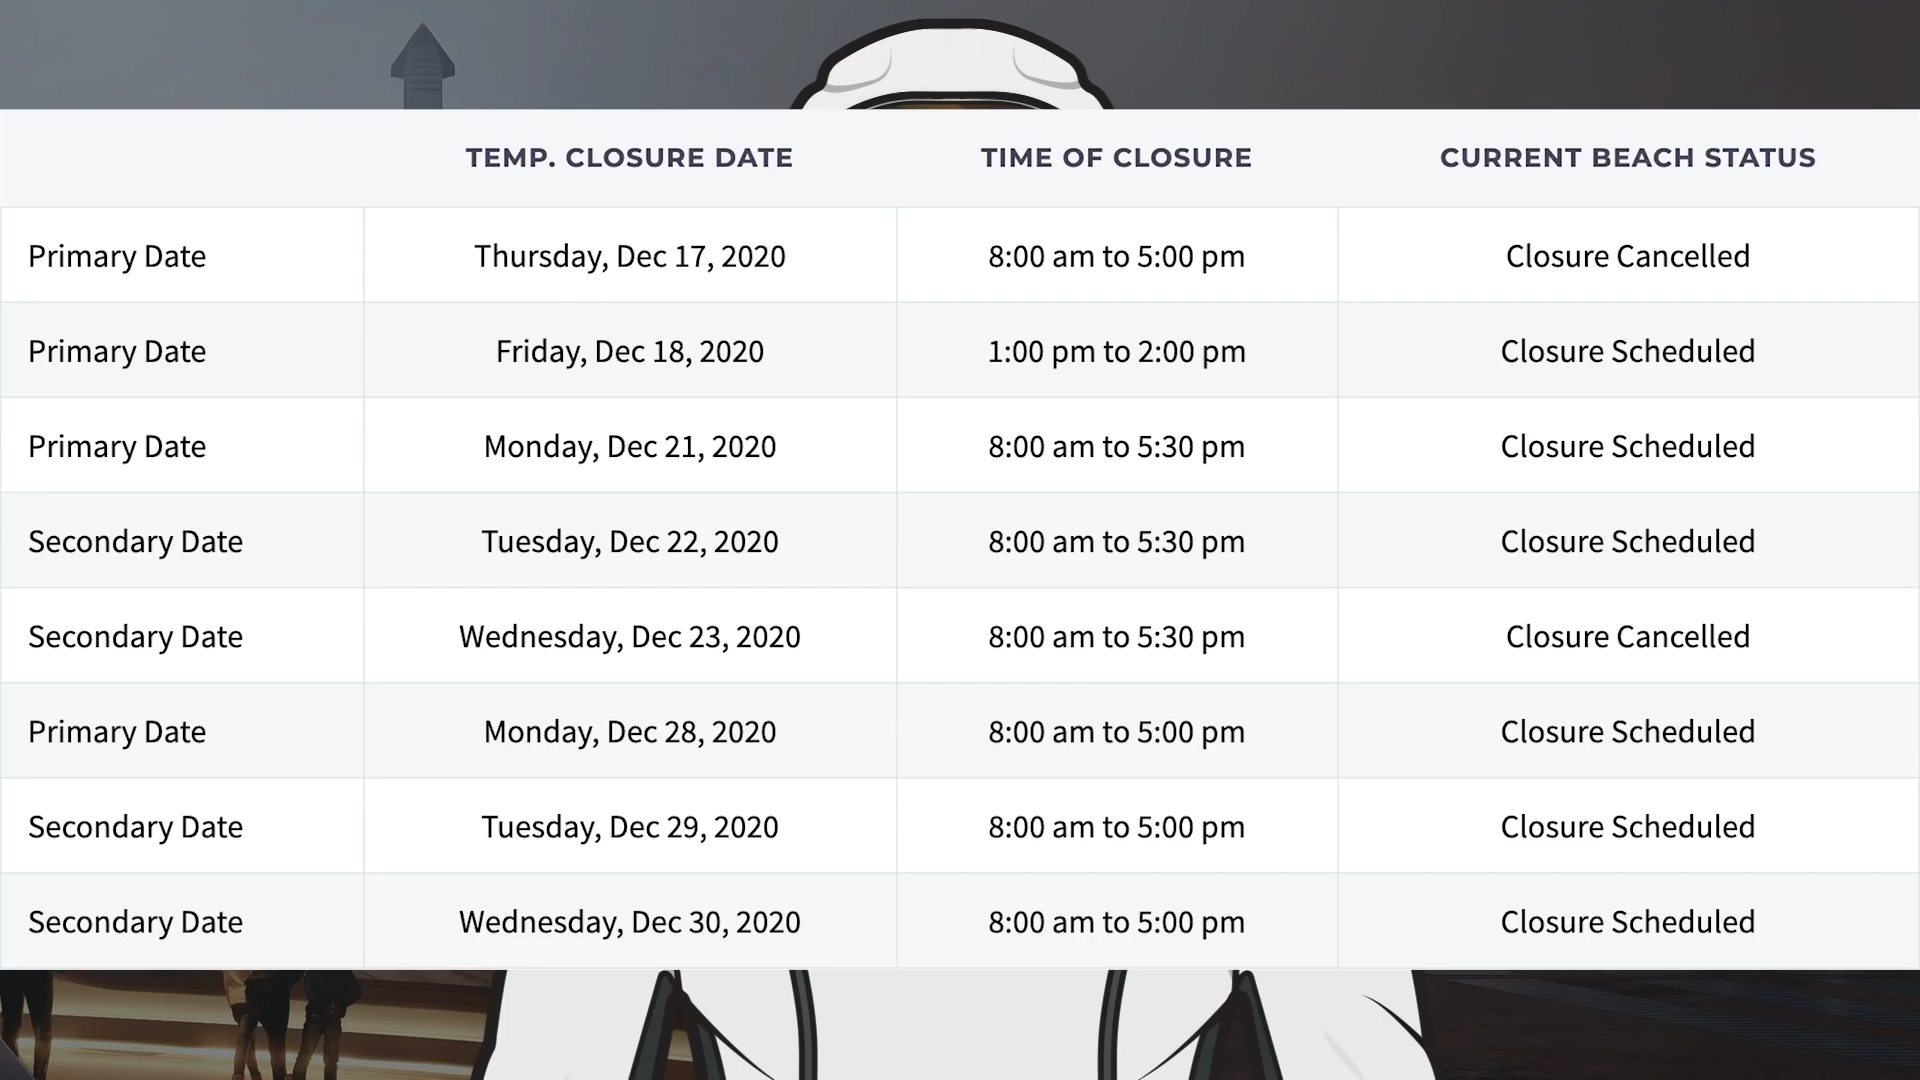 TEMP. CLOSURE DATE TIME OF CLOSURE CURRENT BEACH STATUS
Primary Date Thursday, Dec 17, 2020 8:00 am to 5:00 pm Closure Cancelled
Primary Date Friday, Dec 18, 2020 1:00 pm to 2:00 pm Closure Scheduled
Primary Date Monday, Dec 21, 2020 8:00 am to 5:30 pm Closure Scheduled
Secondary Date Tuesday, Dec 22, 2020 8:00 am to 5:30 pm Closure Scheduled
Secondary Date Wednesday, Dec 23, 2020 8:00 am to 5:30 pm Closure Cancelled
Primary Date Monday, Dec 28, 2020 8:00 am to 5:00 pm Closure Scheduled
Secondary Date Tuesday, Dec 29, 2020 8:00 am to 5:00 pm Closure Scheduled
Secondary Date Wednesday, Dec 30, 2020 8:00 am to 5:00 pm Closure Scheduled